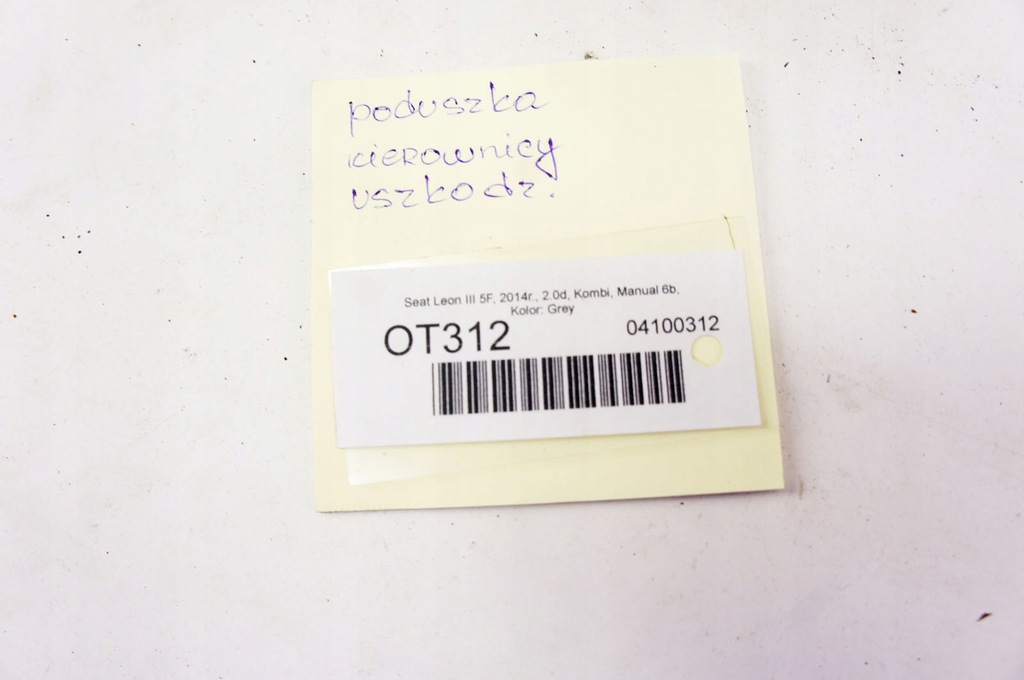 poduszka
kierownicy
uszkodz.
Seat Leon III 5F, 2014r., 2.0d, Kombi, Manual 6b,
Kolor: Grey
OT312
04100312